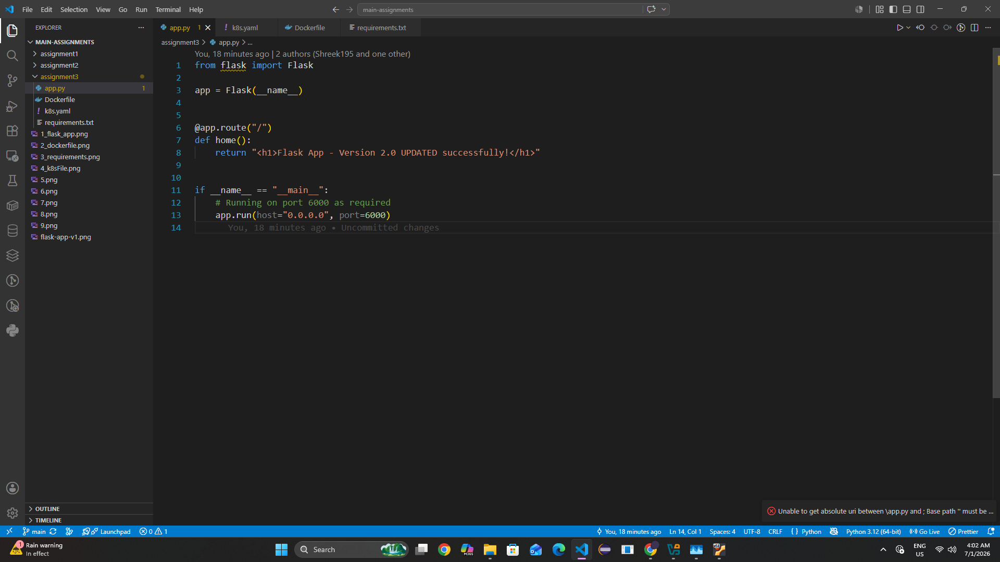 File Edit Selection View Go Run Terminal Help
main-assignments
EXPLORER
MAIN-ASSIGNMENTS
assignment1
assignment2
assignment3
app.py 1
Dockerfile
k8s.yaml
requirements.txt
1_flask_app.png
2_dockerfile.png
3_requirements.png
4_k8sFile.png
5.png
6.png
7.png
8.png
9.png
flask-app-v1.png
OUTLINE
TIMELINE
app.py 1 k8s.yaml Dockerfile requirements.txt
assignment3 > app.py > ...
You, 18 minutes ago | 2 authors (Shreek195 and one other)
1 from flask import Flask
2
3 app = Flask(__name__)
4
5
6 @app.route("/")
7 def home():
8 return "<h1>Flask App - Version 2.0 UPDATED successfully!</h1>"
9
10
11 if __name__ == "__main__":
12 # Running on port 6000 as required
13 app.run(host="0.0.0.0", port=6000)
14 You, 18 minutes ago • Uncommitted changes
Unable to get absolute uri between \app.py and ; Base path '' must be ...
main Launchpad 0 1 You, 18 minutes ago Ln 14, Col 1 Spaces: 4 UTF-8 CRLF { } Python Python 3.12 (64-bit) Go Live Prettier
1 Rain warning
In effect
Search
M365
ENG
US
4:02 AM
7/1/2026